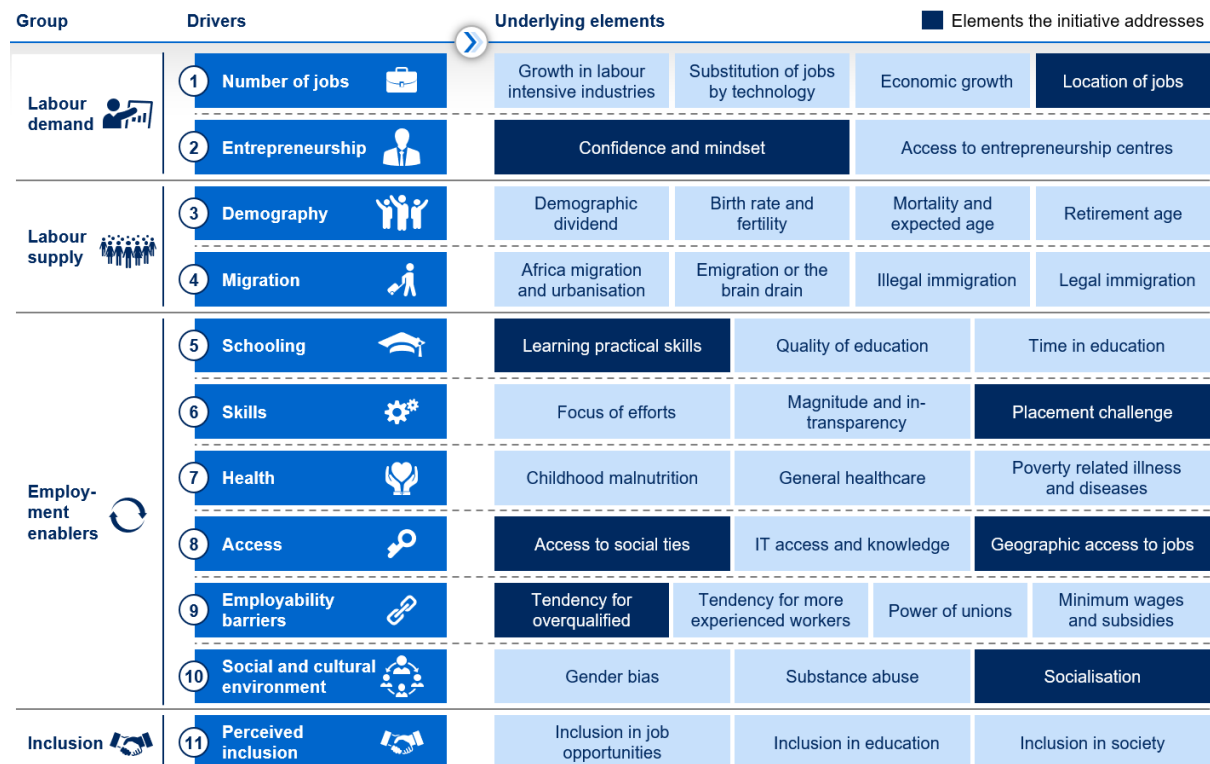 Group
Drivers
Underlying elements
Elements the initiative addresses
Labour
demand
1
Number of jobs
Growth in labour
intensive industries
Substitution of jobs
by technology
Economic growth
Location of jobs
2
Entrepreneurship
Confidence and mindset
Access to entrepreneurship centres
Labour
supply
3
Demography
Demographic
dividend
Birth rate and
fertility
Mortality and
expected age
Retirement age
4
Migration
Africa migration
and urbanisation
Emigration or the
brain drain
Illegal immigration
Legal immigration
Employ-
ment
enablers
5
Schooling
Learning practical skills
Quality of education
Time in education
6
Skills
Focus of efforts
Magnitude and in-
transparency
Placement challenge
7
Health
Childhood malnutrition
General healthcare
Poverty related illness
and diseases
8
Access
Access to social ties
IT access and knowledge
Geographic access to jobs
9
Employability
barriers
Tendency for
overqualified
Tendency for more
experienced workers
Power of unions
Minimum wages
and subsidies
10
Social and cultural
environment
Gender bias
Substance abuse
Socialisation
Inclusion
11
Perceived
inclusion
Inclusion in job
opportunities
Inclusion in education
Inclusion in society